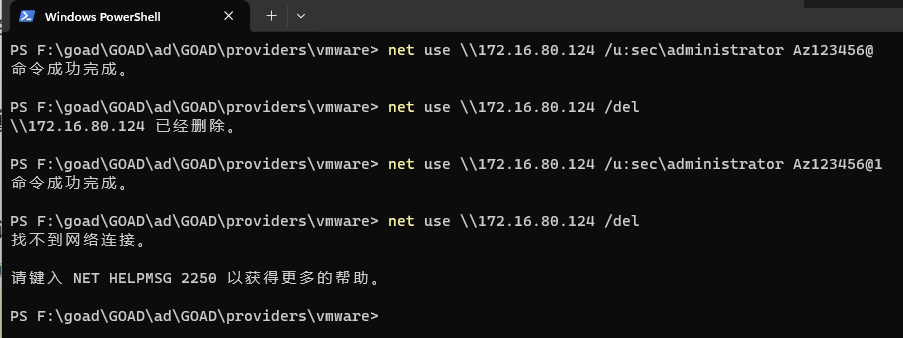 Windows PowerShell
PS F:\goad\GOAD\ad\GOAD\providers\vmware> net use \\172.16.80.124 /u:sec\administrator Az123456@
命令成功完成。
PS F:\goad\GOAD\ad\GOAD\providers\vmware> net use \\172.16.80.124 /del
\\172.16.80.124 已经删除。
PS F:\goad\GOAD\ad\GOAD\providers\vmware> net use \\172.16.80.124 /u:sec\administrator Az123456@1
命令成功完成。
PS F:\goad\GOAD\ad\GOAD\providers\vmware> net use \\172.16.80.124 /del
找不到网络连接。
请键入 NET HELPMSG 2250 以获得更多的帮助。
PS F:\goad\GOAD\ad\GOAD\providers\vmware>